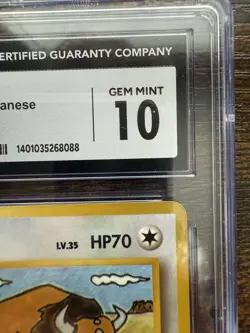 ERTIFIED GUARANTY COMPANY
anese
GEM MINT
10
1401035268088
LV.35 HP70